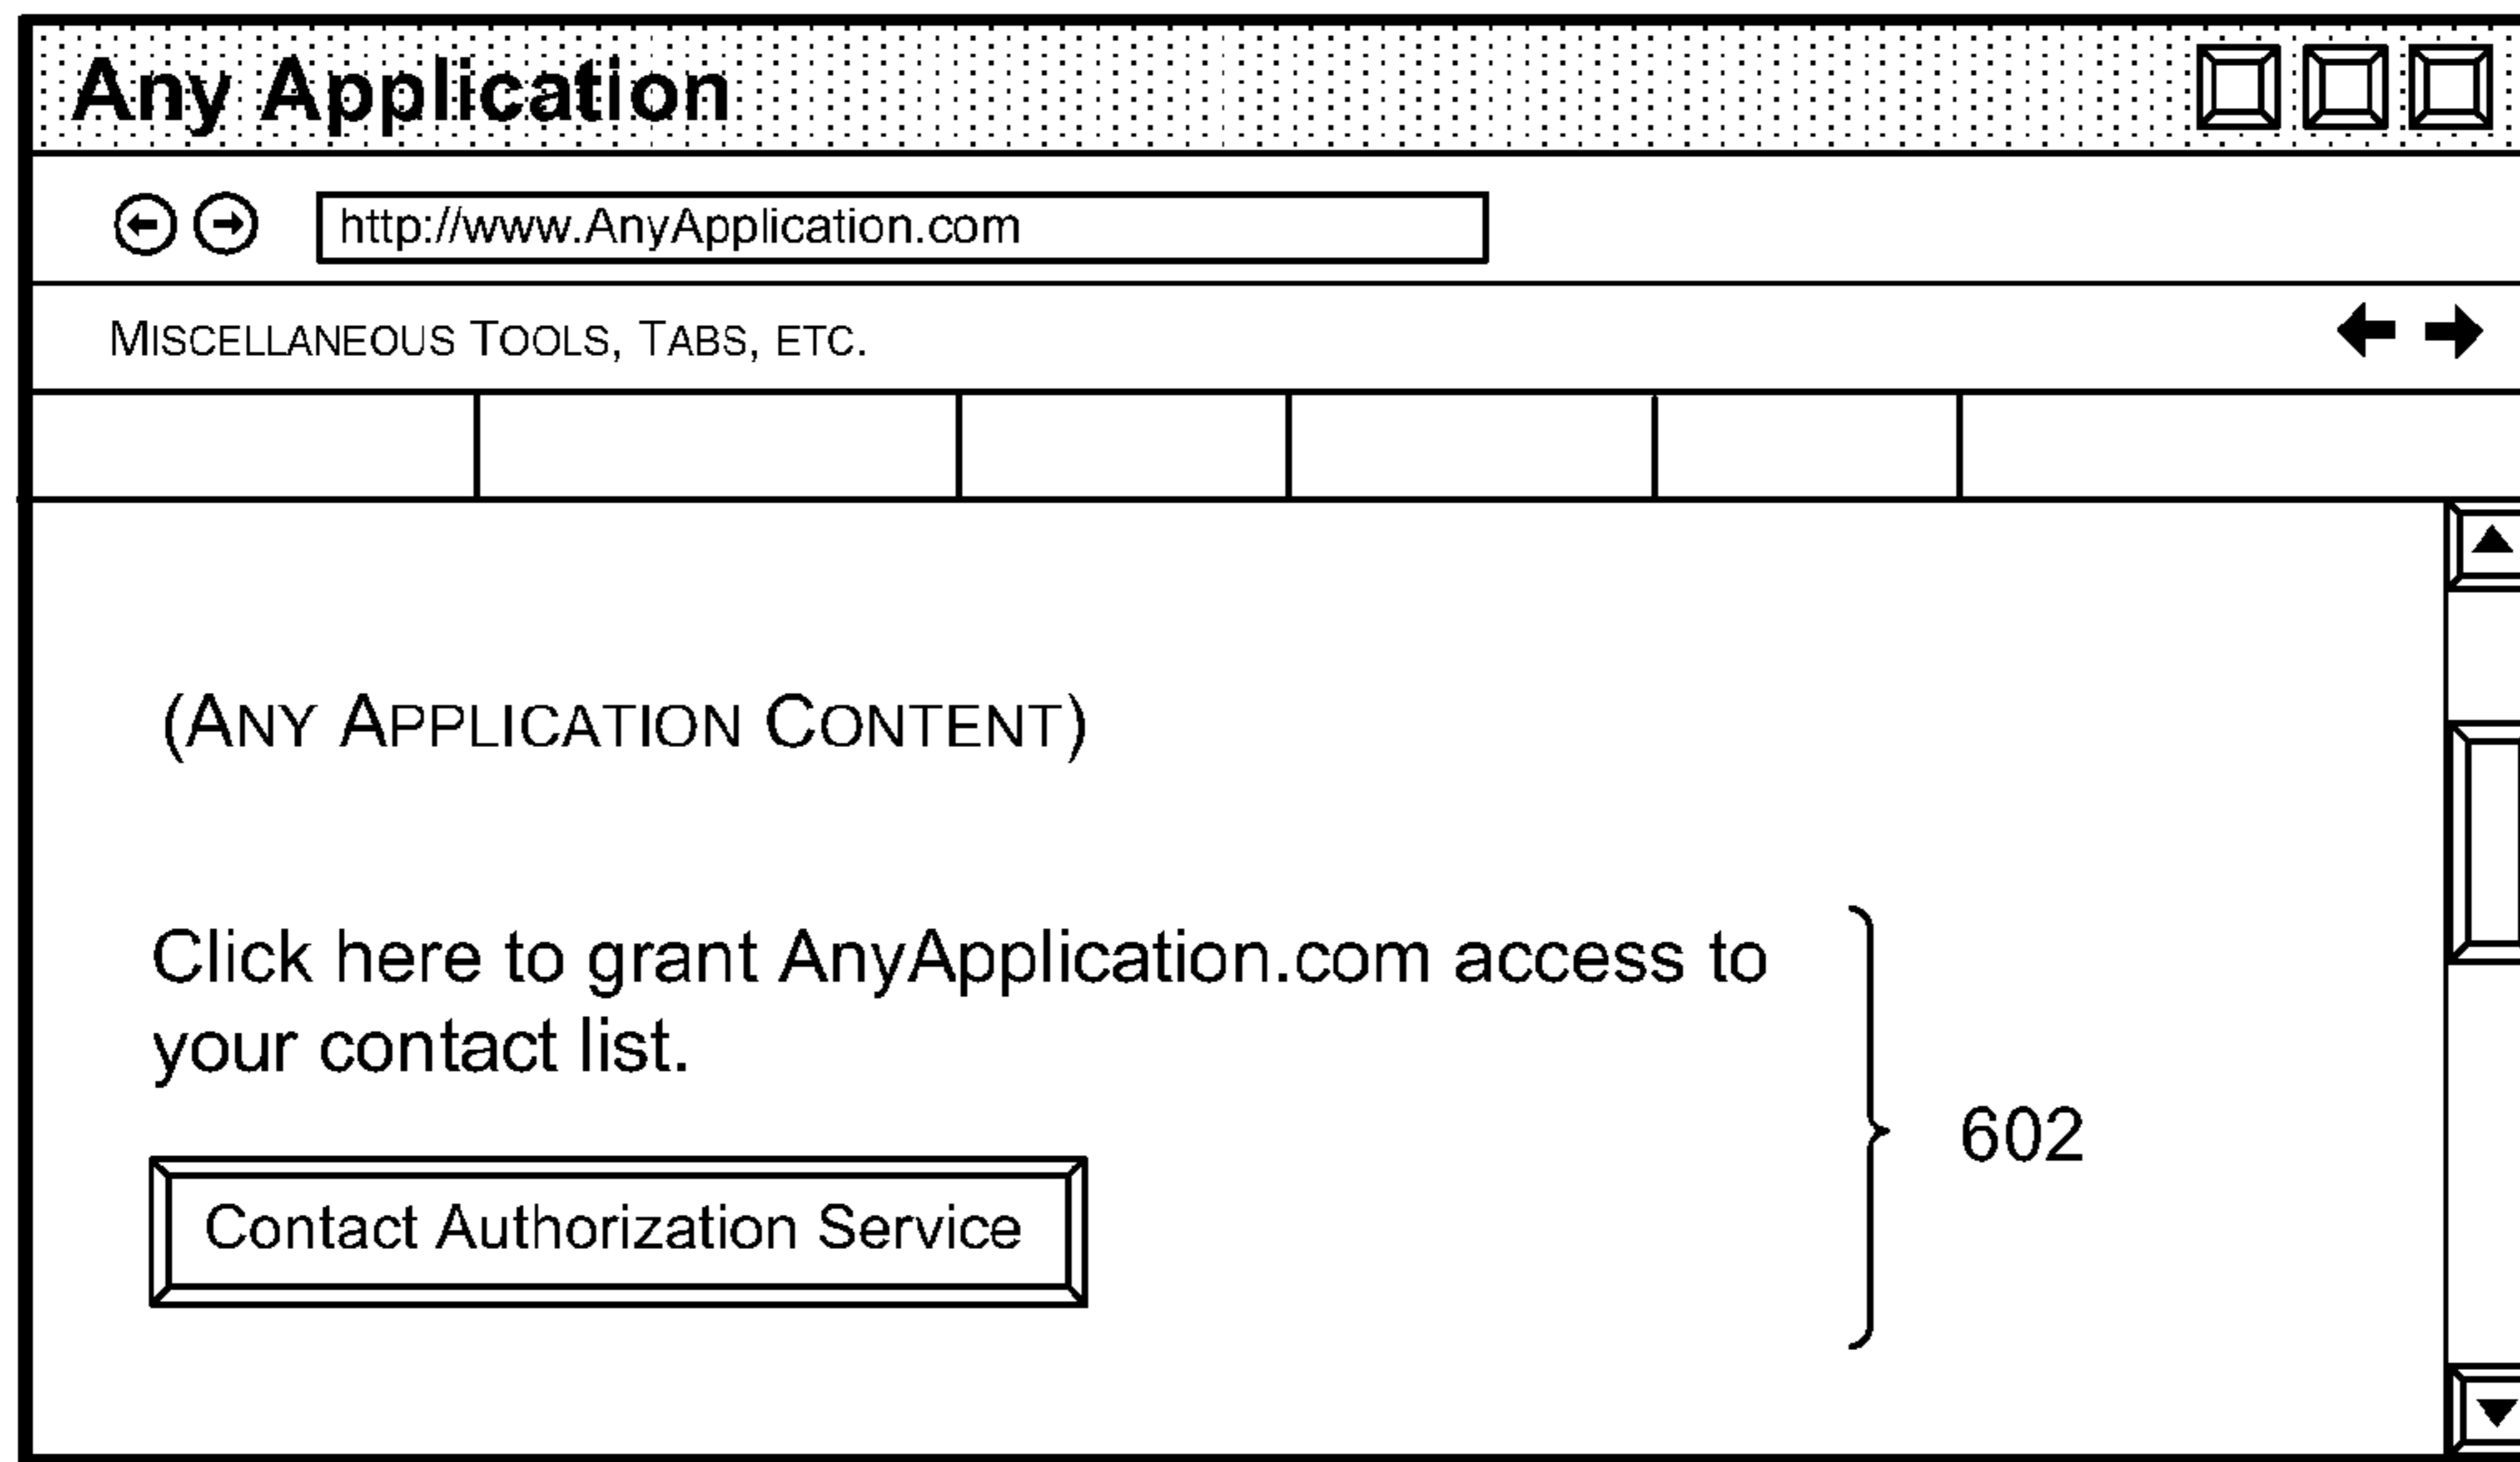 Any Application
http://www.AnyApplication.com
MISCELLANEOUS TOOLS, TABS, ETC.
(ANY APPLICATION CONTENT)
Click here to grant AnyApplication.com access to
your contact list.
602
Contact Authorization Service